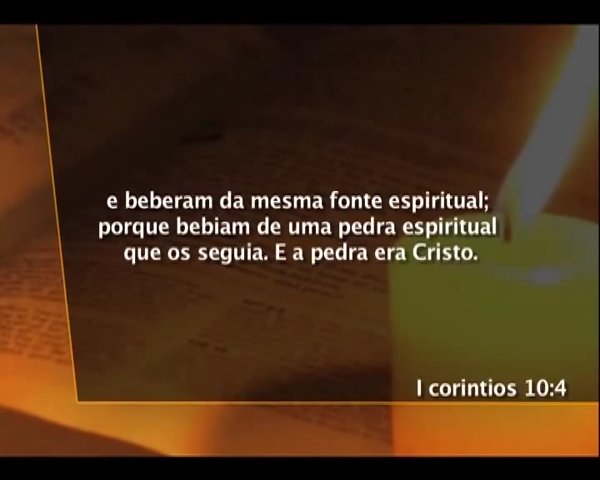 e beberam da mesma fonte espiritual;
porque bebiam de uma pedra espiritual
que os seguia. E a pedra era Cristo.
I corintios 10:4